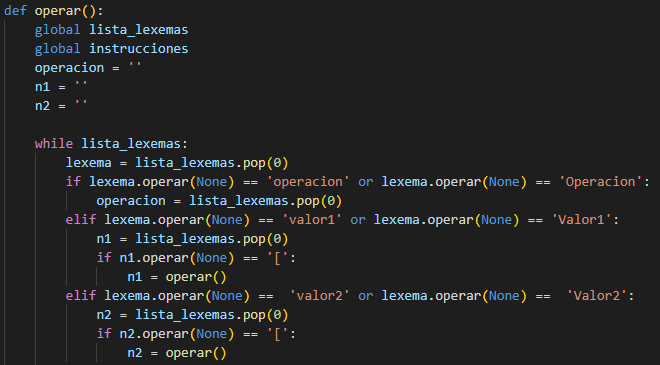 def operar():
    global lista_lexemas
    global instrucciones
    operacion = ''
    n1 = ''
    n2 = ''

    while lista_lexemas:
        lexema = lista_lexemas.pop(0)
        if lexema.operar(None) == 'operacion' or lexema.operar(None) == 'Operacion':
            operacion = lista_lexemas.pop(0)
        elif lexema.operar(None) == 'valor1' or lexema.operar(None) == 'Valor1':
            n1 = lista_lexemas.pop(0)
            if n1.operar(None) == '[':
                n1 = operar()
        elif lexema.operar(None) ==  'valor2' or lexema.operar(None) ==  'Valor2':
            n2 = lista_lexemas.pop(0)
            if n2.operar(None) == '[':
                n2 = operar()